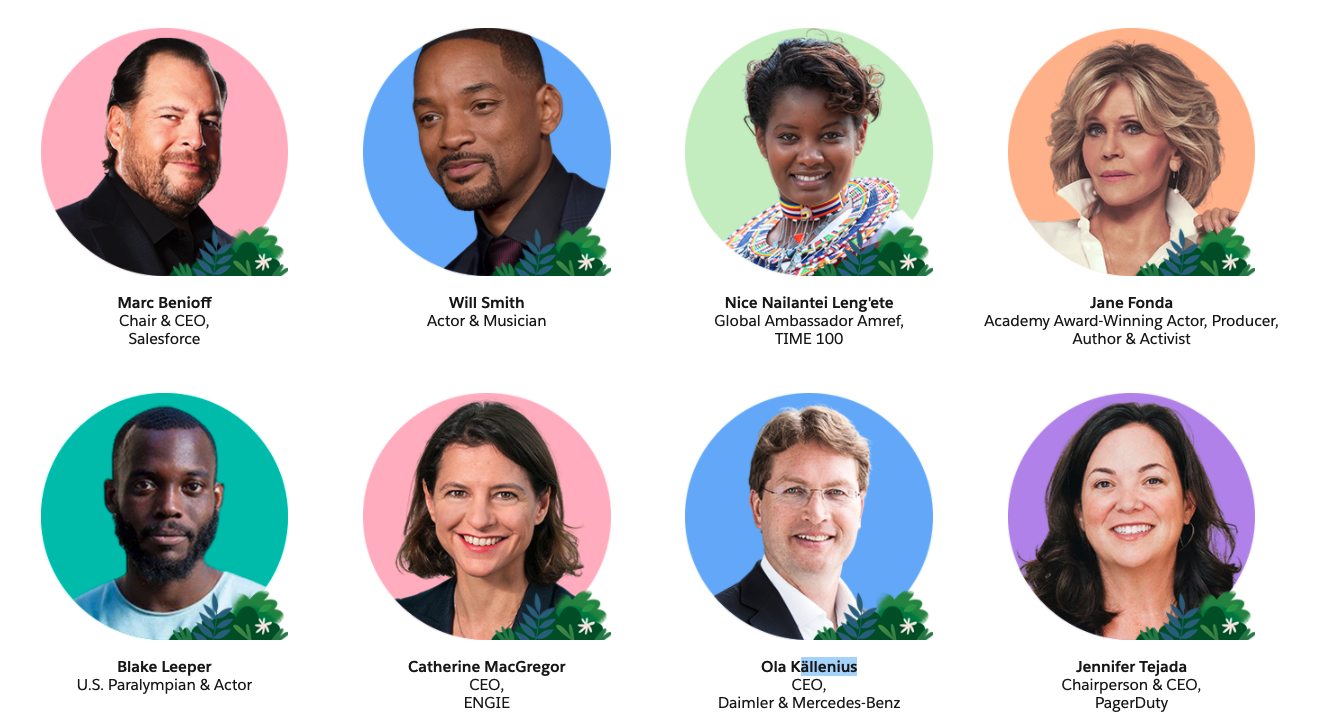 Marc Benioff
Chair & CEO,
Salesforce
Will Smith
Actor & Musician
Nice Nailantei Leng'ete
Global Ambassador Amref,
TIME 100
Jane Fonda
Academy Award-Winning Actor, Producer,
Author & Activist
Blake Leeper
U.S. Paralympian & Actor
Catherine MacGregor
CEO,
ENGIE
Ola Källenius
CEO,
Daimler & Mercedes-Benz
Jennifer Tejada
Chairperson & CEO,
PagerDuty